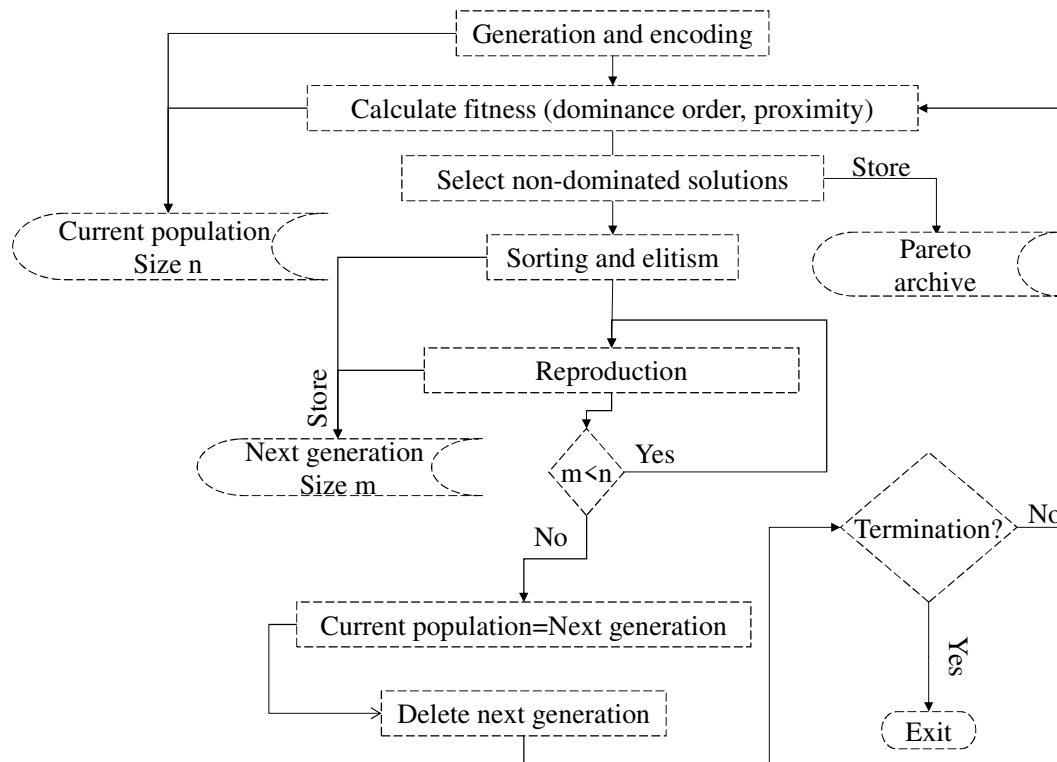 Generation and encoding
Calculate fitness (dominance order, proximity)
Select non-dominated solutions
Store
Current population
Size n
Sorting and elitism
Pareto
archive
Reproduction
Store
Next generation
Size m
m<n
Yes
No
Termination?
No
Current population=Next generation
Yes
Delete next generation
Exit